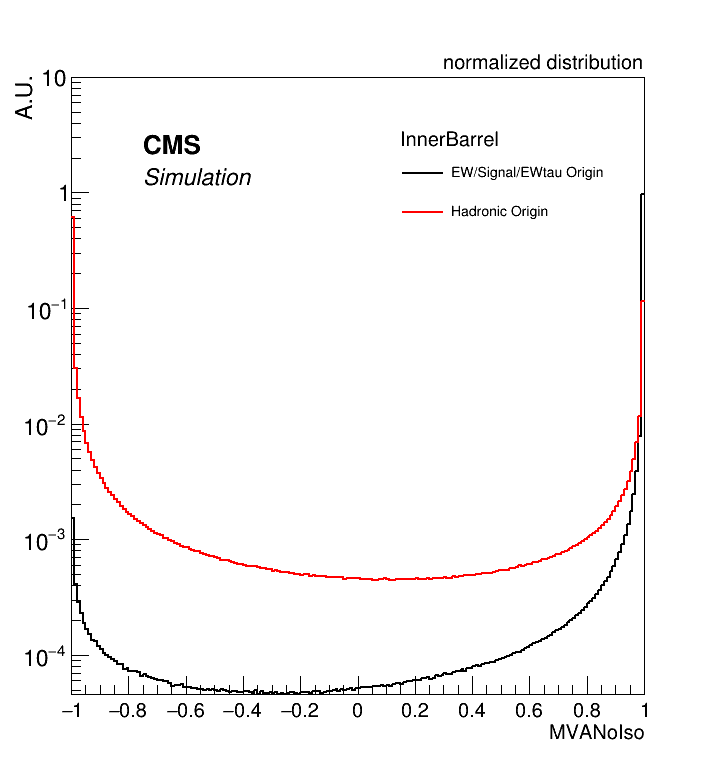 normalized distribution
A.U.
10
CMS
InnerBarrel
Simulation
EW/Signal/EWtau Origin
1
Hadronic Origin
10⁻¹
10⁻²
10⁻³
10⁻⁴
−1 −0.8 −0.6 −0.4 −0.2 0 0.2 0.4 0.6 0.8 1
MVANoIso